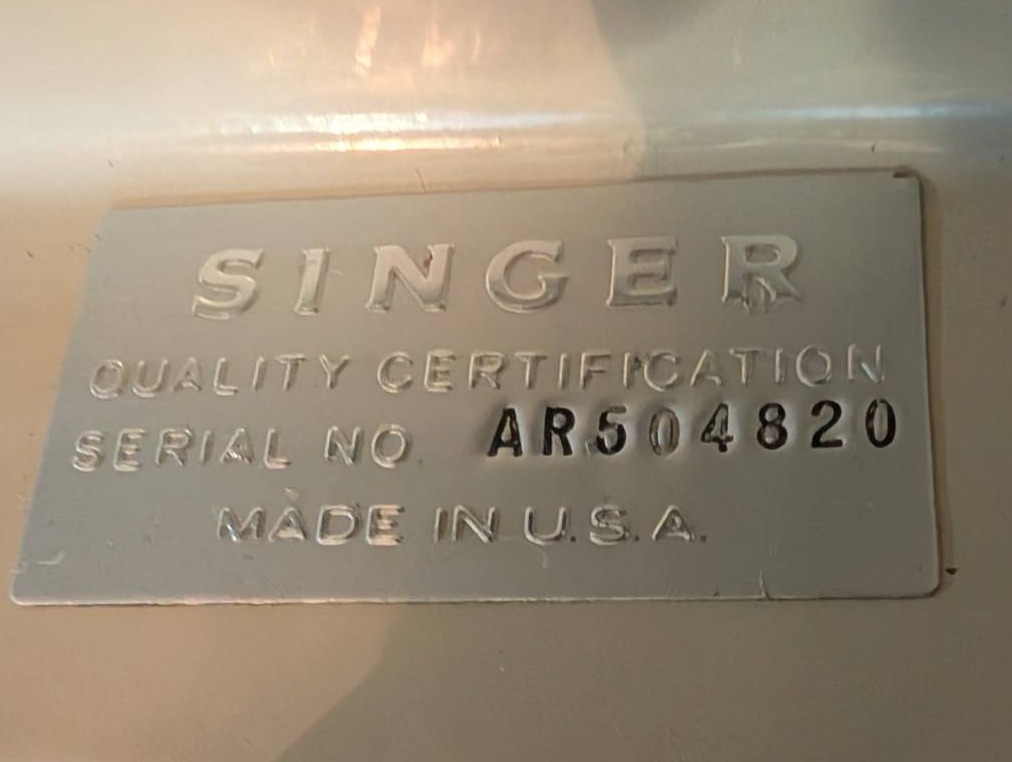 SINGER
QUALITY CERTIFICATION
SERIAL NO. AR504820
MADE IN U.S.A.